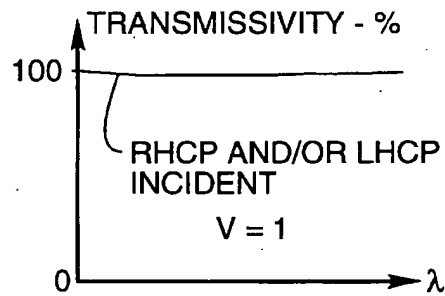 TRANSMISSIVITY - %
100
RHCP AND/OR LHCP
INCIDENT
V = 1
0
λ